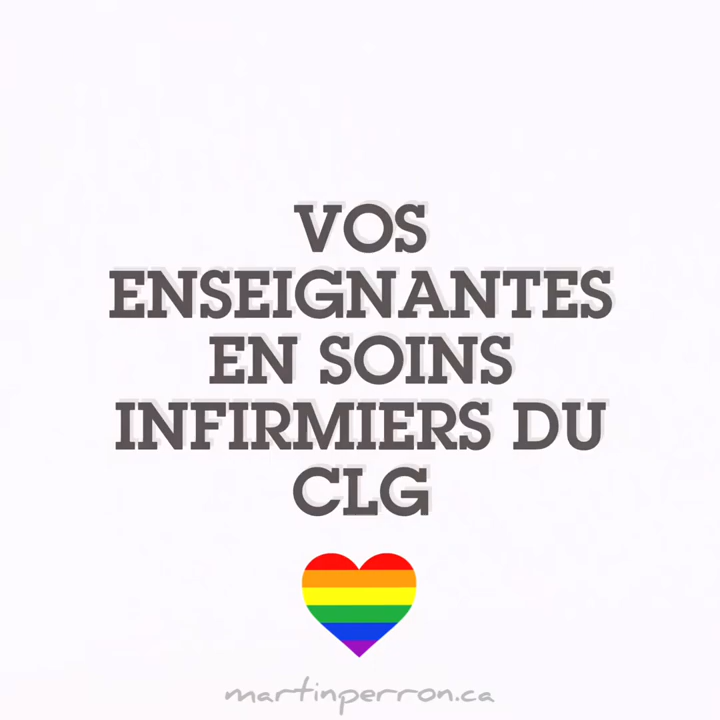 VOS
ENSEIGNANTES
EN SOINS
INFIRMIERS DU
CLG
martinperron.ca